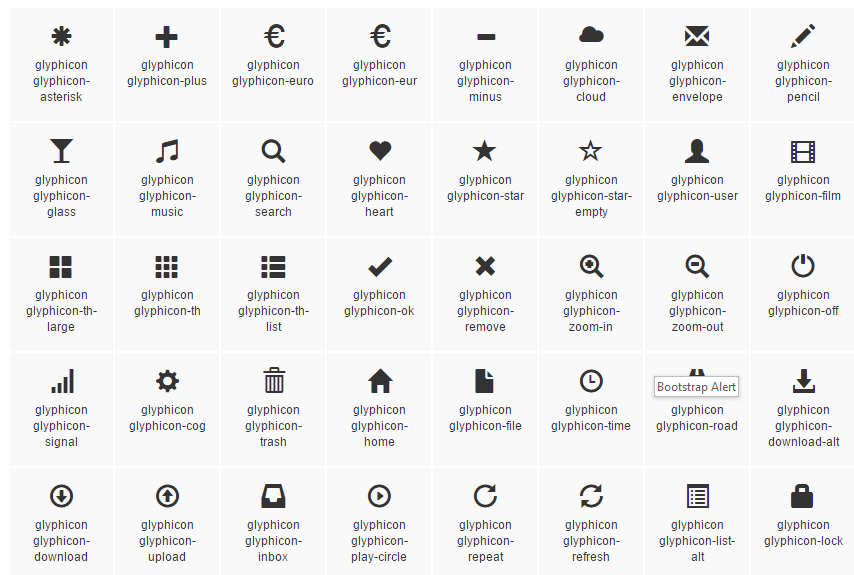 glyphicon
glyphicon-
asterisk
glyphicon
glyphicon-plus
glyphicon
glyphicon-euro
glyphicon
glyphicon-eur
glyphicon
glyphicon-
minus
glyphicon
glyphicon-
cloud
glyphicon
glyphicon-
envelope
glyphicon
glyphicon-
pencil
glyphicon
glyphicon-
glass
glyphicon
glyphicon-
music
glyphicon
glyphicon-
search
glyphicon
glyphicon-
heart
glyphicon
glyphicon-star
glyphicon
glyphicon-star-
empty
glyphicon
glyphicon-user
glyphicon
glyphicon-film
glyphicon
glyphicon-th-
large
glyphicon
glyphicon-th
glyphicon
glyphicon-th-
list
glyphicon
glyphicon-ok
glyphicon
glyphicon-
remove
glyphicon
glyphicon-
zoom-in
glyphicon
glyphicon-
zoom-out
glyphicon
glyphicon-off
glyphicon
glyphicon-
signal
glyphicon
glyphicon-cog
glyphicon
glyphicon-
trash
glyphicon
glyphicon-
home
glyphicon
glyphicon-file
glyphicon
glyphicon-time
Bootstrap Alert
glyphicon
glyphicon-road
glyphicon
glyphicon-
download-alt
glyphicon
glyphicon-
download
glyphicon
glyphicon-
upload
glyphicon
glyphicon-
inbox
glyphicon
glyphicon-
play-circle
glyphicon
glyphicon-
repeat
glyphicon
glyphicon-
refresh
glyphicon
glyphicon-list-
alt
glyphicon
glyphicon-lock